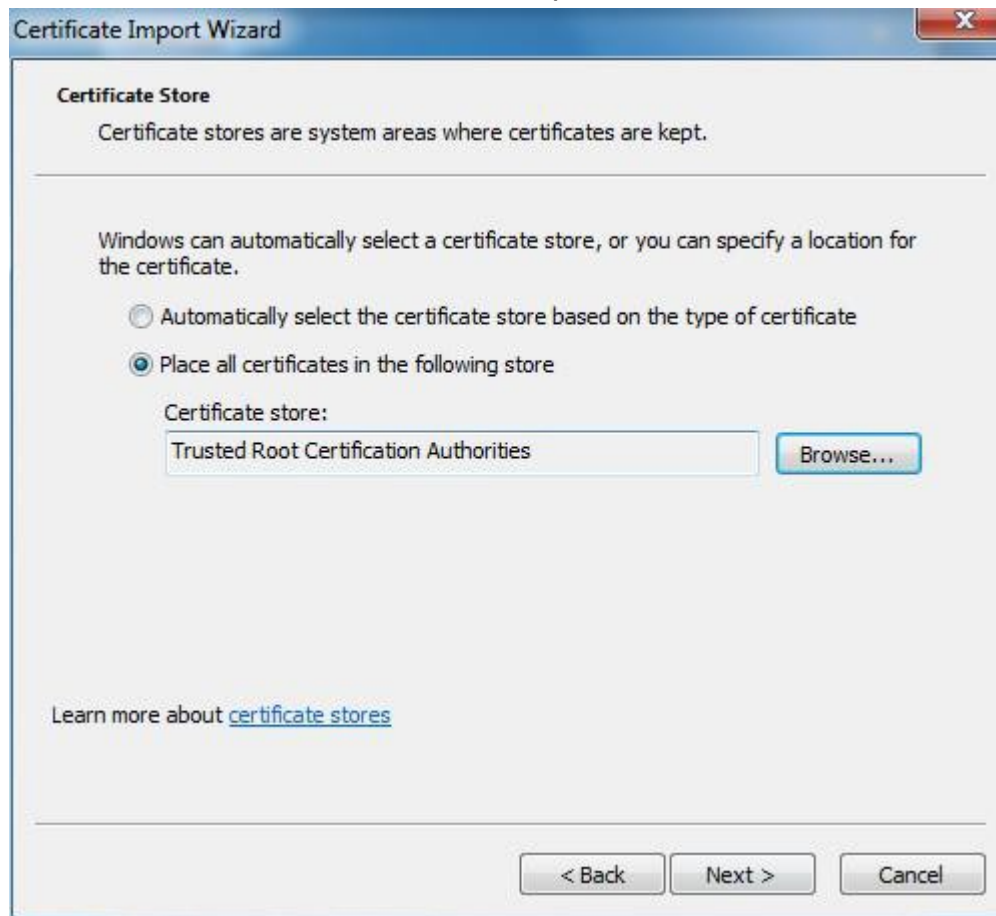 Certificate Import Wizard
Certificate Store
Certificate stores are system areas where certificates are kept.
Windows can automatically select a certificate store, or you can specify a location for
the certificate.
Automatically select the certificate store based on the type of certificate
Place all certificates in the following store
Certificate store:
Trusted Root Certification Authorities
Browse...
Learn more about certificate stores
< Back Next > Cancel